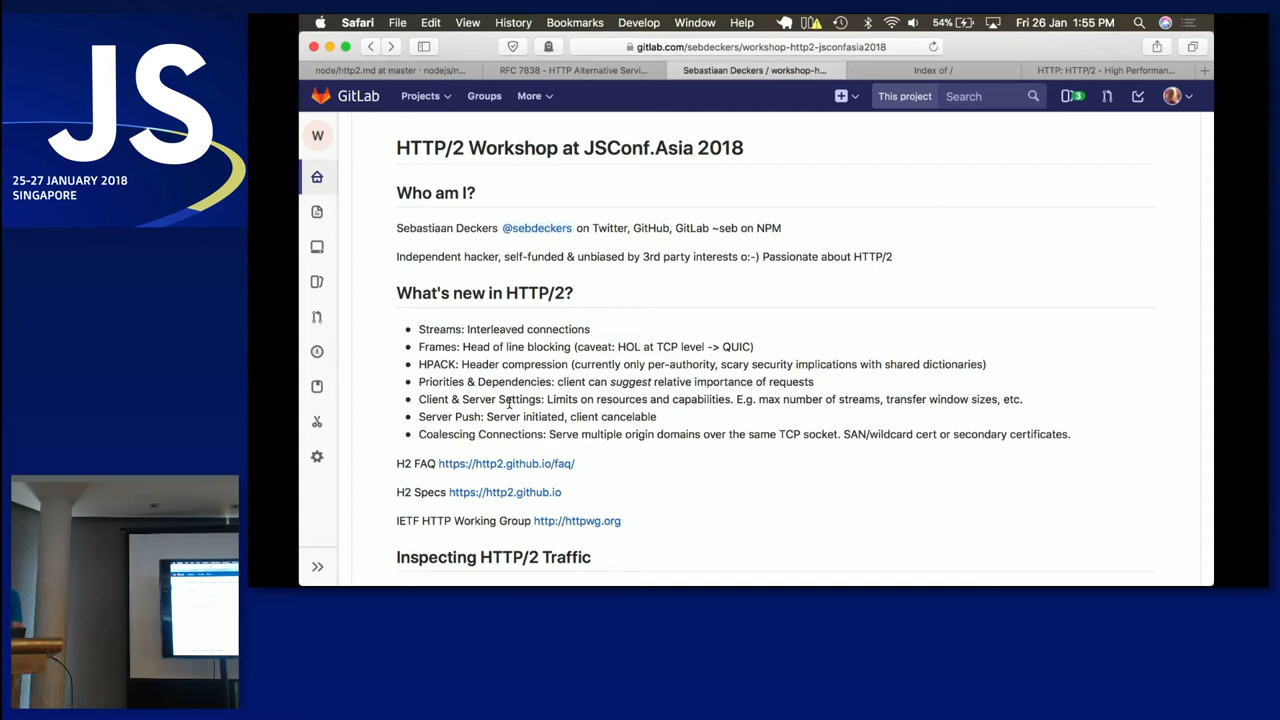 JS
25-27 JANUARY 2018
SINGAPORE
Safari File Edit View History Bookmarks Develop Window Help 54% Fri 26 Jan 1:55 PM
gitlab.com/sebdeckers/workshop-http2-jsconfasia2018
node/http2.md at master · nodejs/n... RFC 7838 - HTTP Alternative Servi... Sebastiaan Deckers / workshop-h... Index of / HTTP: HTTP/2 - High Performan...
GitLab Projects Groups More This project Search 3
W
HTTP/2 Workshop at JSConf.Asia 2018
Who am I?
Sebastiaan Deckers @sebdeckers on Twitter, GitHub, GitLab ~seb on NPM
Independent hacker, self-funded & unbiased by 3rd party interests o:-) Passionate about HTTP/2
What's new in HTTP/2?
Streams: Interleaved connections
Frames: Head of line blocking (caveat: HOL at TCP level -> QUIC)
HPACK: Header compression (currently only per-authority, scary security implications with shared dictionaries)
Priorities & Dependencies: client can suggest relative importance of requests
Client & Server Settings: Limits on resources and capabilities. E.g. max number of streams, transfer window sizes, etc.
Server Push: Server initiated, client cancelable
Coalescing Connections: Serve multiple origin domains over the same TCP socket. SAN/wildcard cert or secondary certificates.
H2 FAQ https://http2.github.io/faq/
H2 Specs https://http2.github.io
IETF HTTP Working Group http://httpwg.org
Inspecting HTTP/2 Traffic